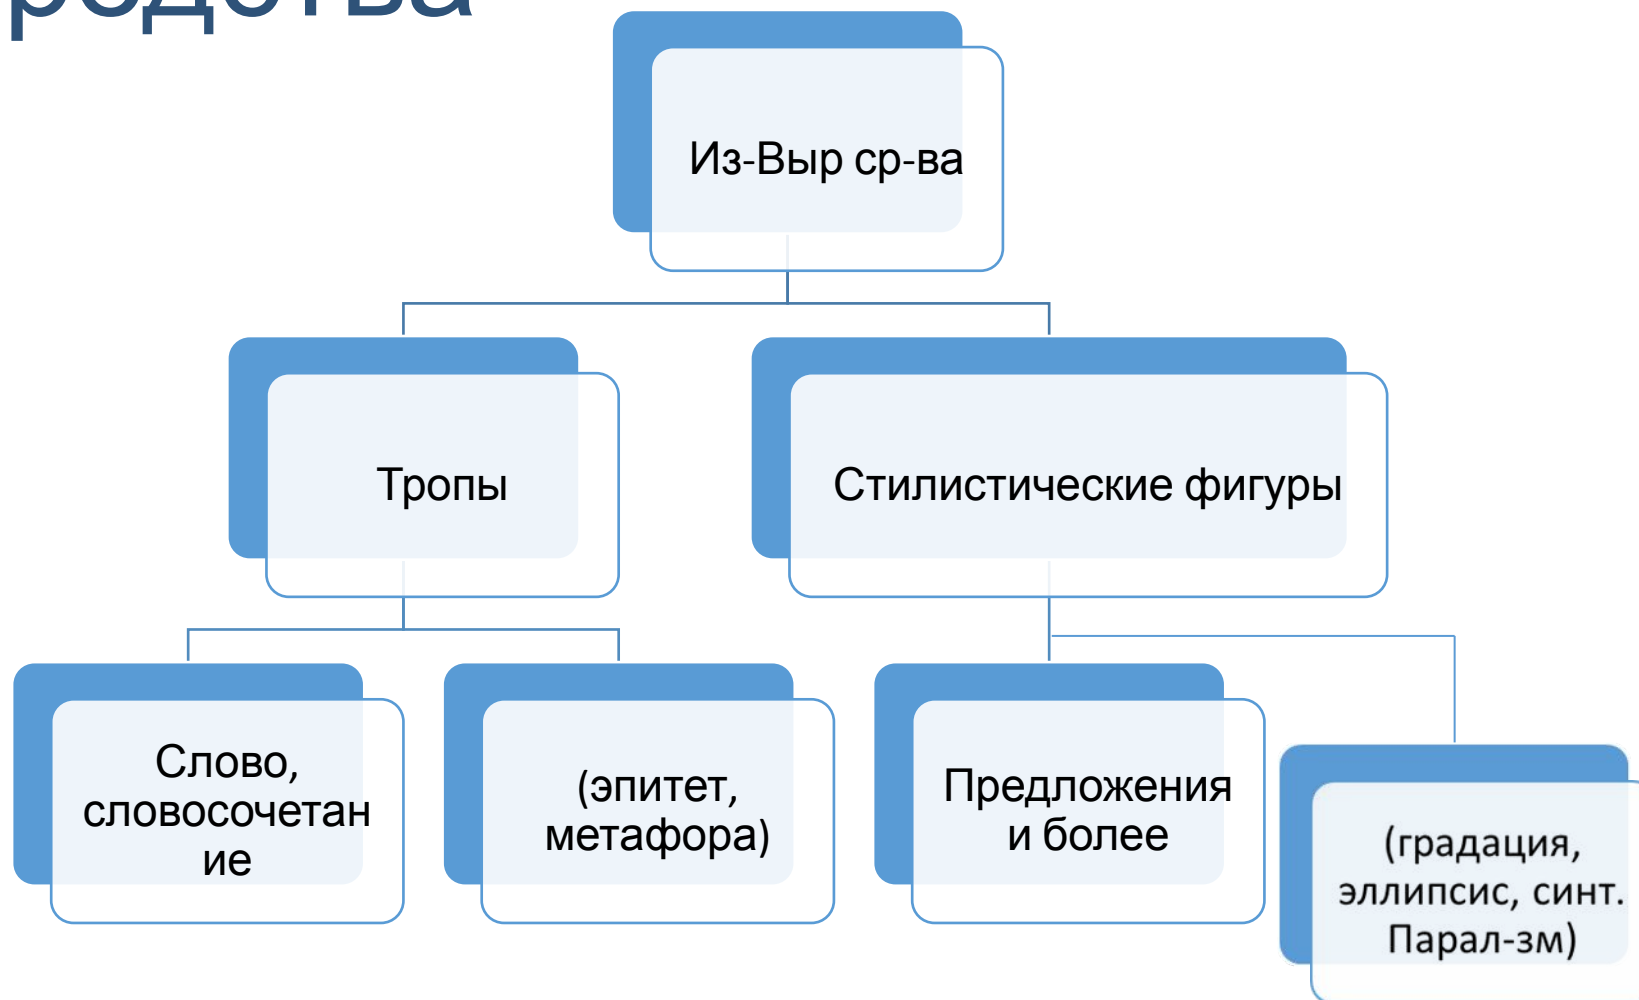 редства
Из-Выр ср-ва
Тропы
Стилистические фигуры
Слово,
словосочетан
ие
(эпитет,
метафора)
Предложения
и более
(градация,
эллипсис, синт.
Парал-зм)